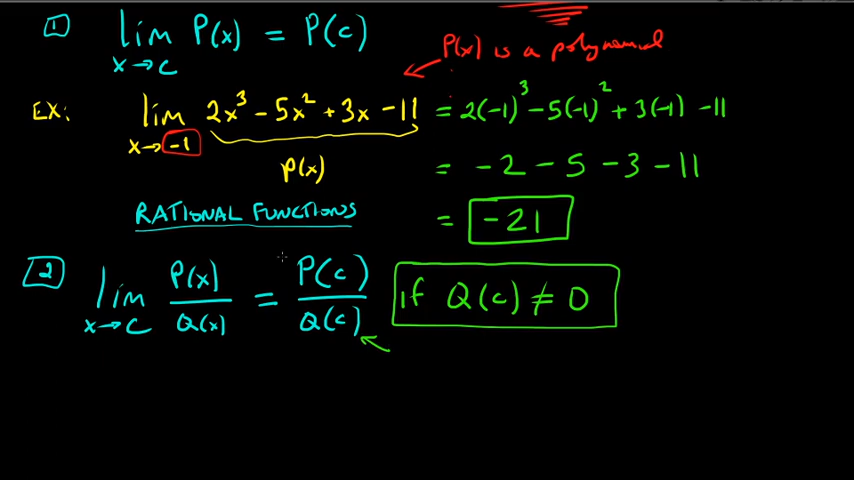 1 lim x→c P(x) = P(c)
P(x) is a polynomial
EX: lim x→-1 2x³ - 5x² + 3x - 11 = 2(-1)³ - 5(-1)² + 3(-1) - 11
P(x)
= -2 - 5 - 3 - 11
RATIONAL FUNCTIONS
= -21
2 lim x→c P(x)/Q(x) = P(c)/Q(c) if Q(c) ≠ 0